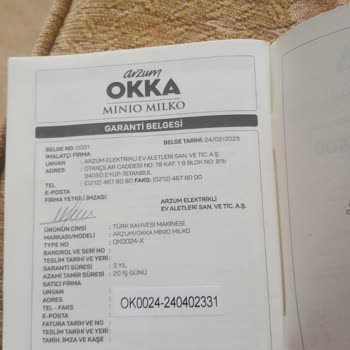 arzum
OKKA
MINIO MILKO
GARANTİ BELGESİ
BELGE NO: 0001 BELGE TARİHİ: 24/02/2023
İMALATÇI FİRMA
ÜNVAN : ARZUM ELEKTRİKLİ EV ALETLERİ SAN. VE TİC. A.Ş.
ADRES : OTAKÇILAR CADDESİ NO: 78 KAT: 1 B BLOK NO: B1b
34050 EYÜP-İSTANBUL
TEL : (0212) 467 80 80 FAKS: (0212) 467 80 00
E-POSTA :
FİRMA YETKİLİ İMZASI: ARZUM ELEKTRİKLİ
EV ALETLERİ SAN. VE TİC. A.Ş.
ÜRÜNÜN CİNSİ : TÜRK KAHVESİ MAKİNESİ
MARKASI/MODELİ : ARZUM/OKKA MINIO MILKO
TYPE NO : OK0024-X
BANDROL VE SERİ NO :
TESLİM TARİHİ VE YERİ :
GARANTİ SÜRESİ : 3 YIL
AZAMİ TAMİR SÜRESİ : 20 İŞ GÜNÜ
SATICI FİRMA
ÜNVAN
ADRES
OK0024-240402331
TEL - FAKS
E-POSTA
FATURA TARİH VE NO :
TESLİM TARİHİ VE YERİ :
TARİH, İMZA VE KAŞE :